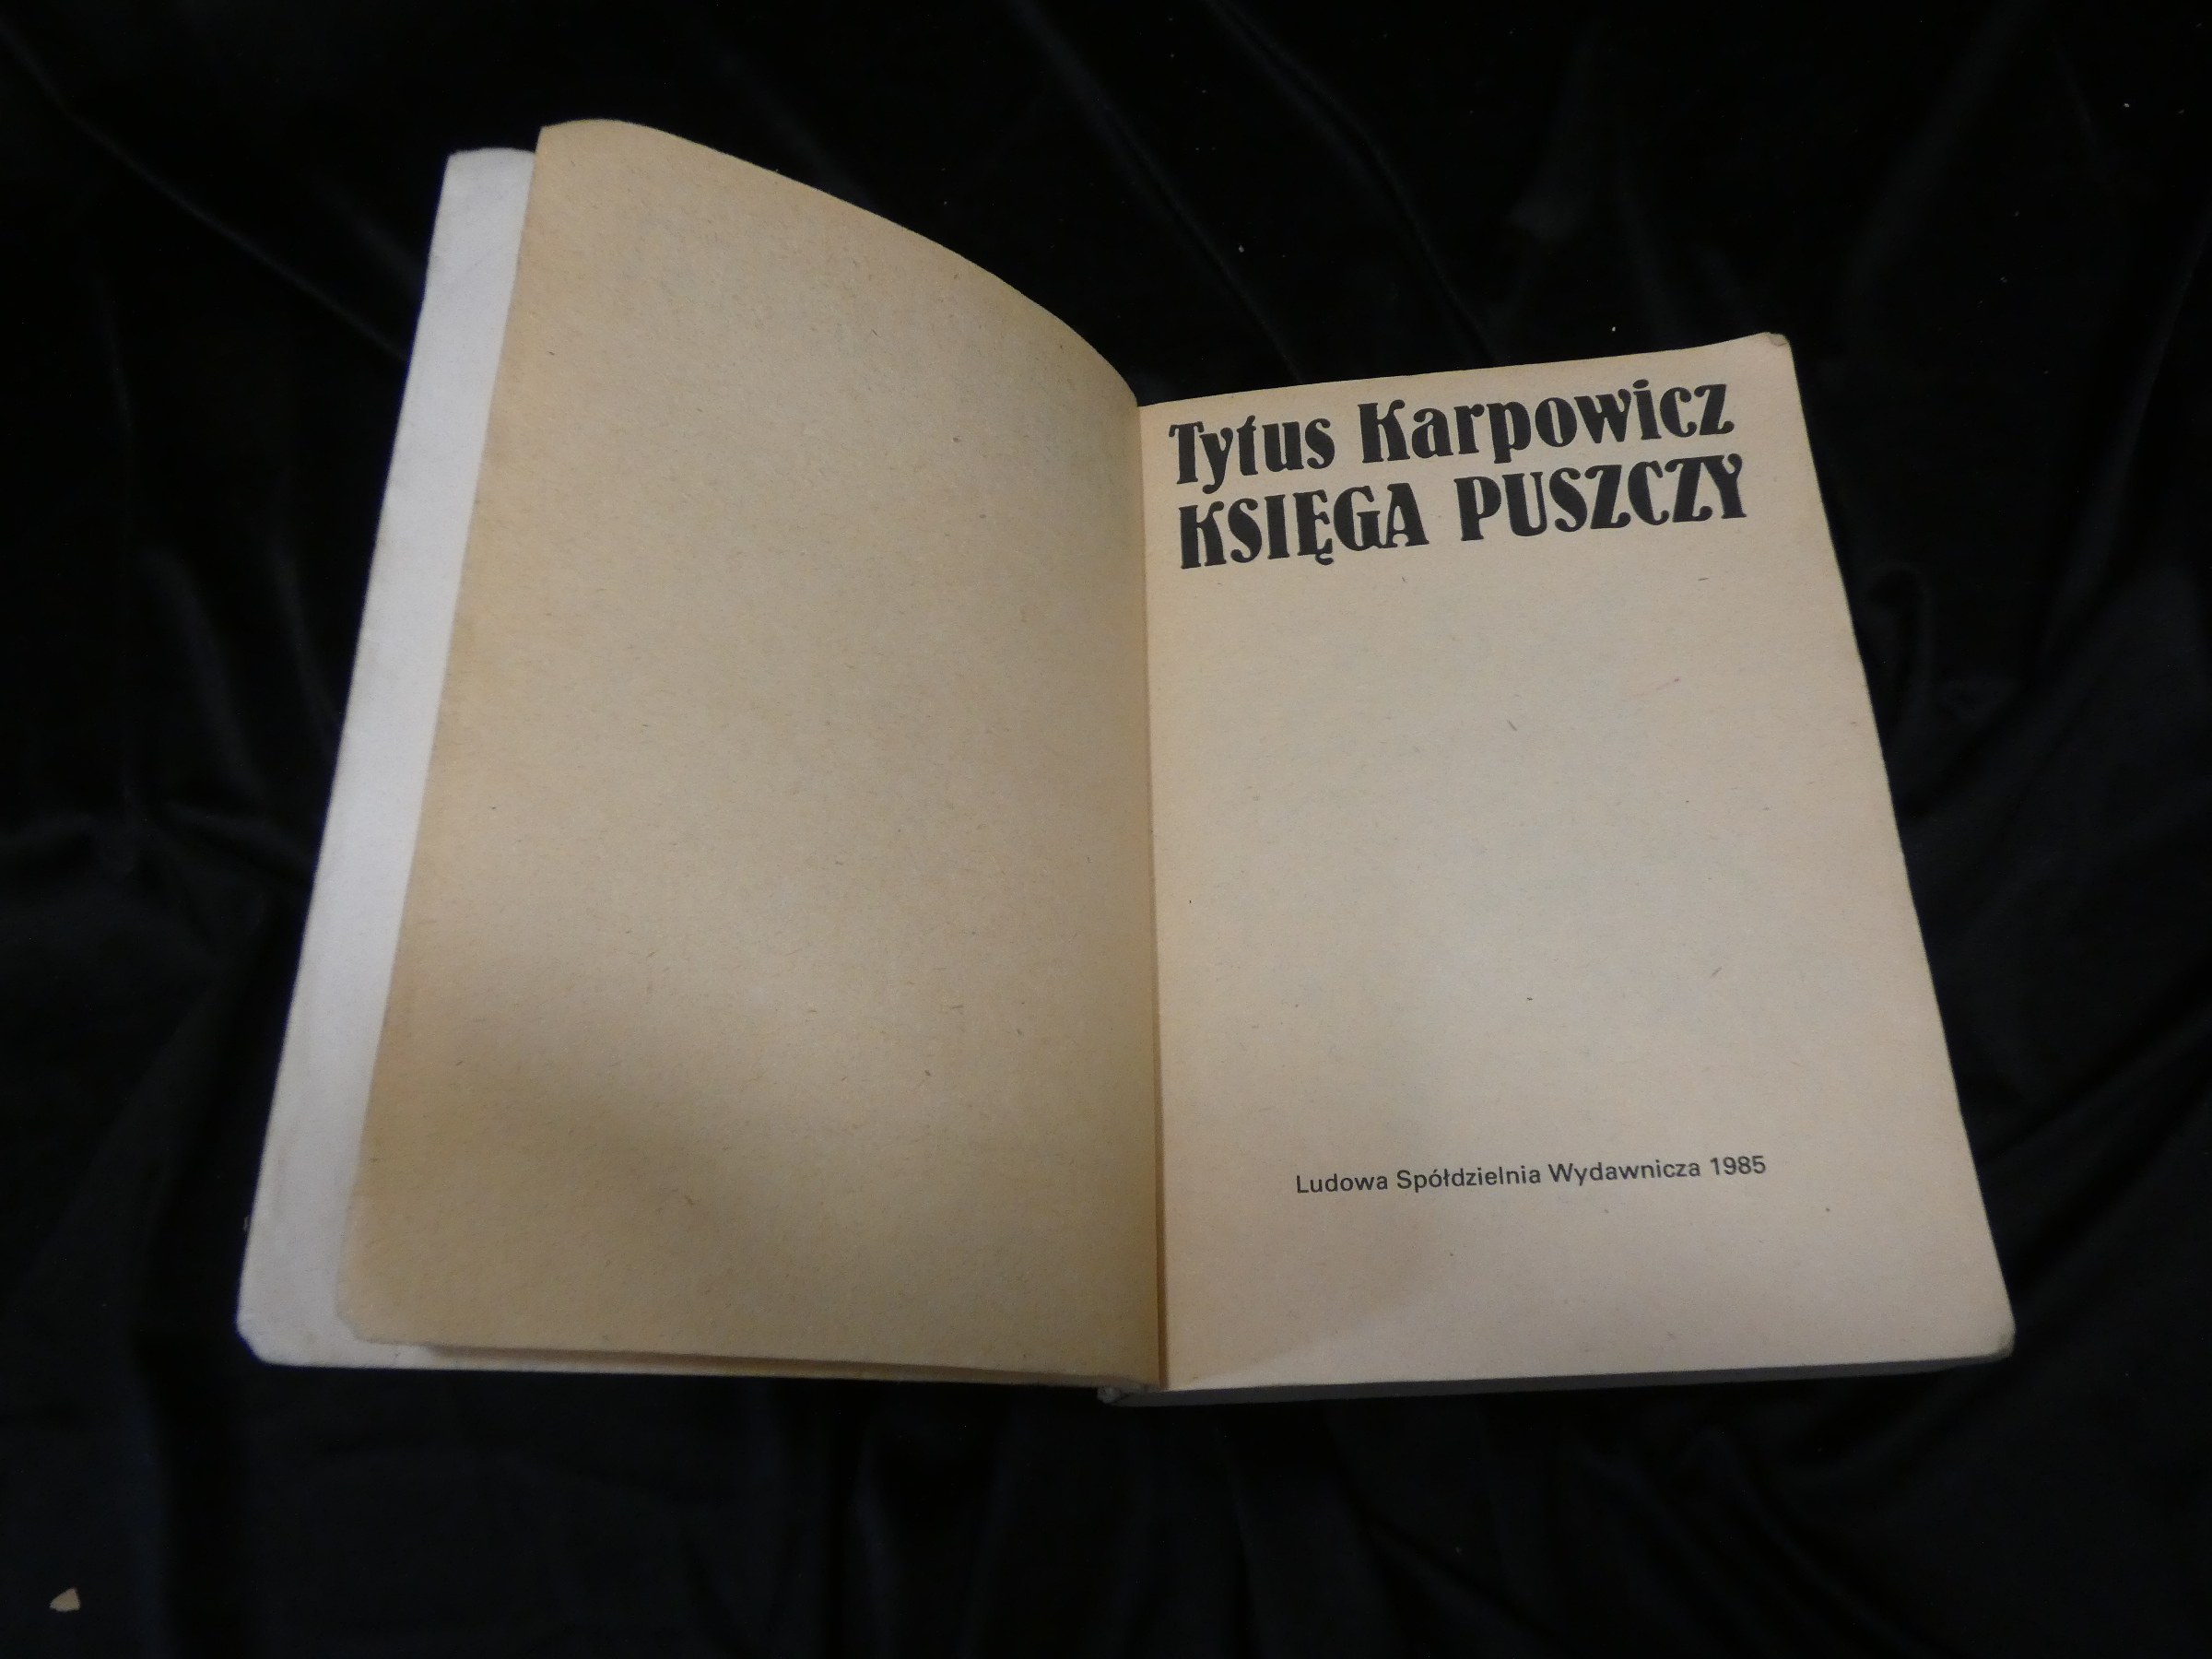 Tytus Karpowicz
KSIĘGA PUSZCZY
Ludowa Spółdzielnia Wydawnicza 1985